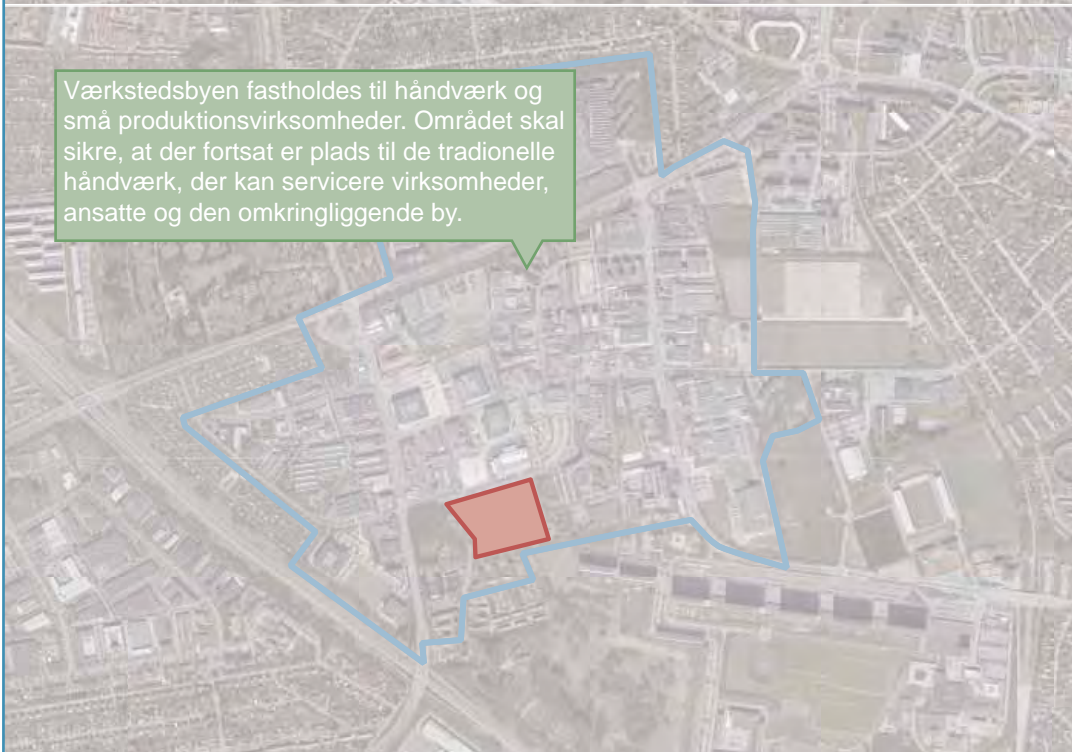 Værkstedsbyen fastholdes til håndværk og
små produktionsvirksomheder. Området skal
sikre, at der fortsat er plads til de tradionelle
håndværk, der kan servicere virksomheder,
ansatte og den omkringliggende by.